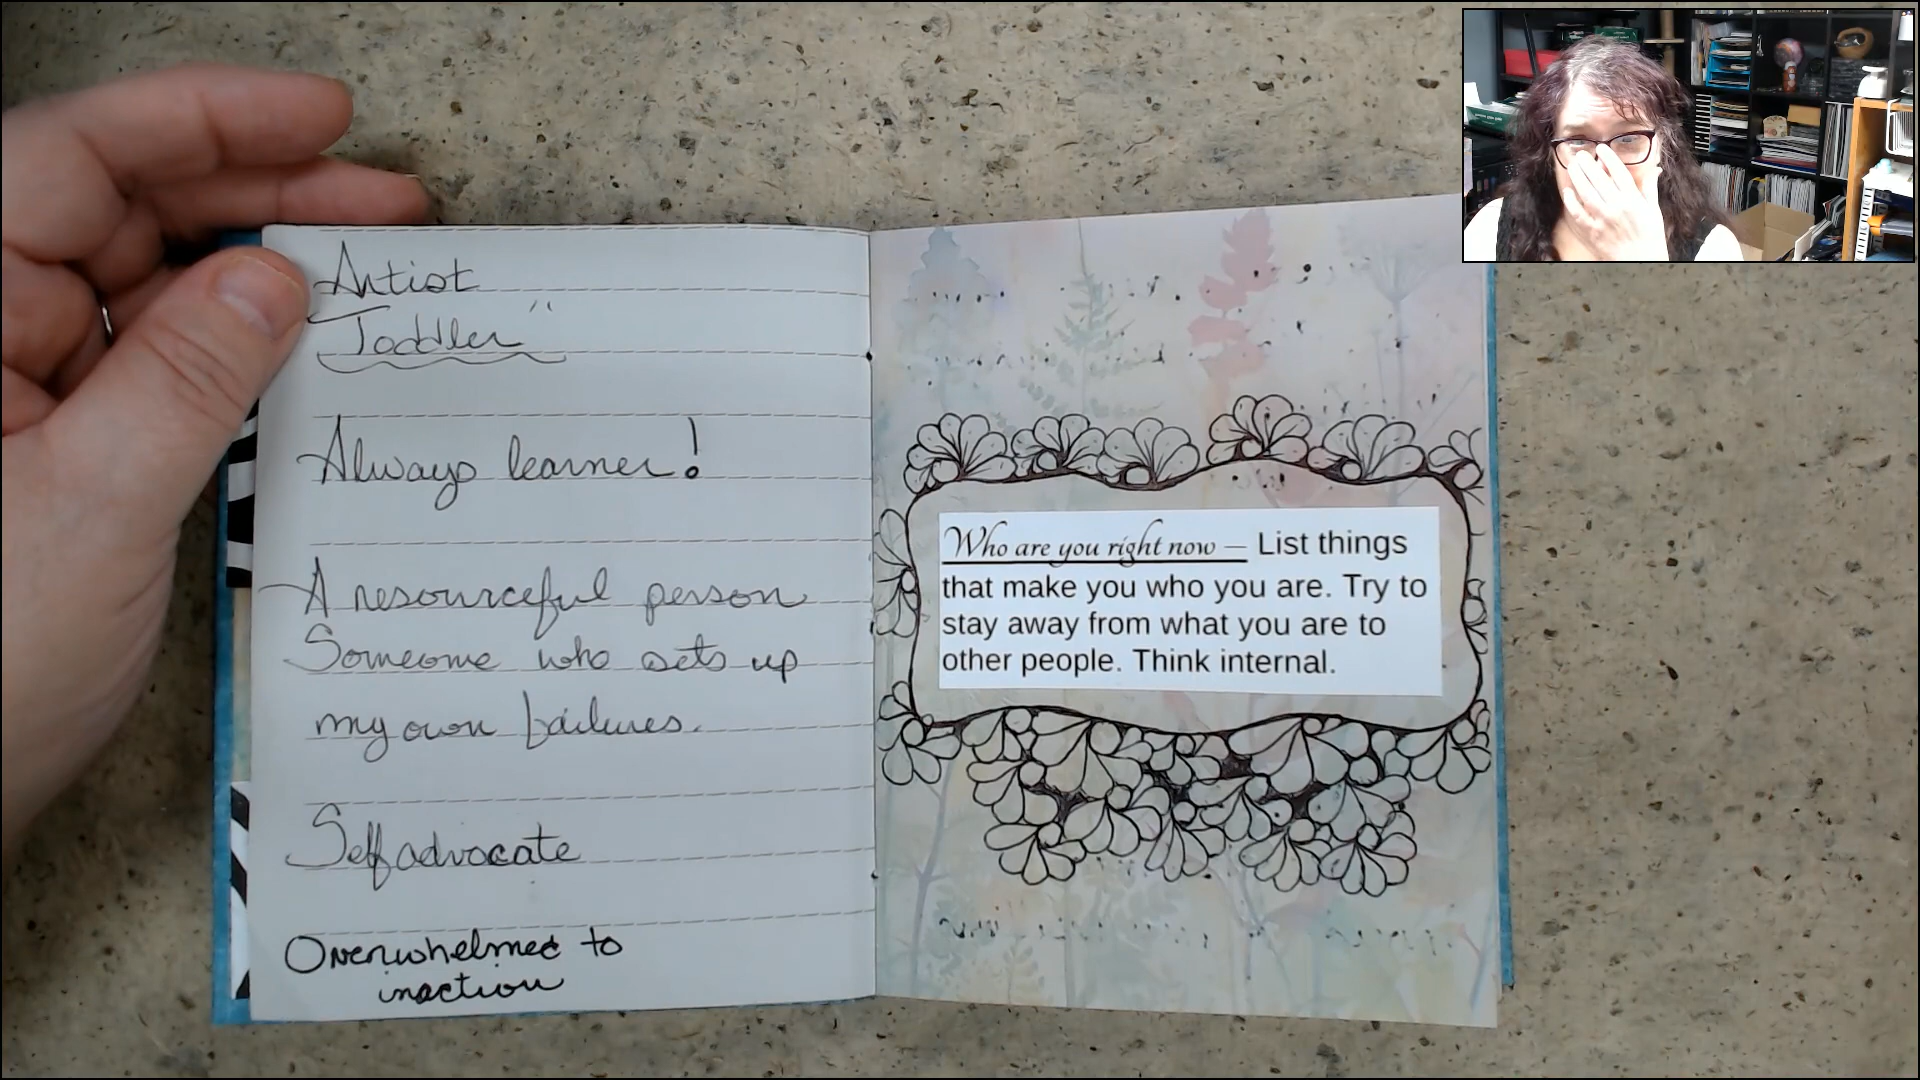 Artist
"Toddler"
Always learner!
A resourceful person
Someone who sets up
my own failures.
Self advocate
Overwhelmed to
inaction
Who are you right now — List things
that make you who you are. Try to
stay away from what you are to
other people. Think internal.